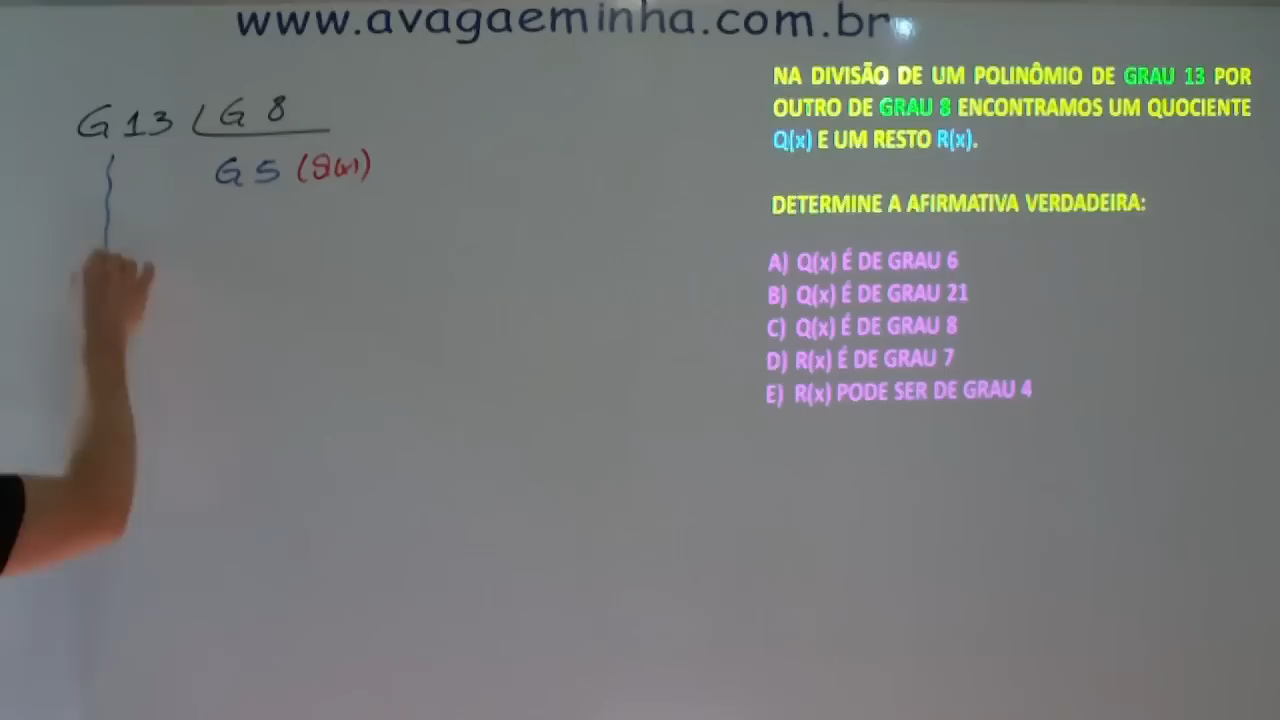 www.avagaeminha.com.br
G 13 G 8
G 5 (Q(x))
NA DIVISÃO DE UM POLINÔMIO DE GRAU 13 POR
OUTRO DE GRAU 8 ENCONTRAMOS UM QUOCIENTE
Q(x) E UM RESTO R(x).
DETERMINE A AFIRMATIVA VERDADEIRA:
A) Q(x) É DE GRAU 6
B) Q(x) É DE GRAU 21
C) Q(x) É DE GRAU 8
D) R(x) É DE GRAU 7
E) R(x) PODE SER DE GRAU 4